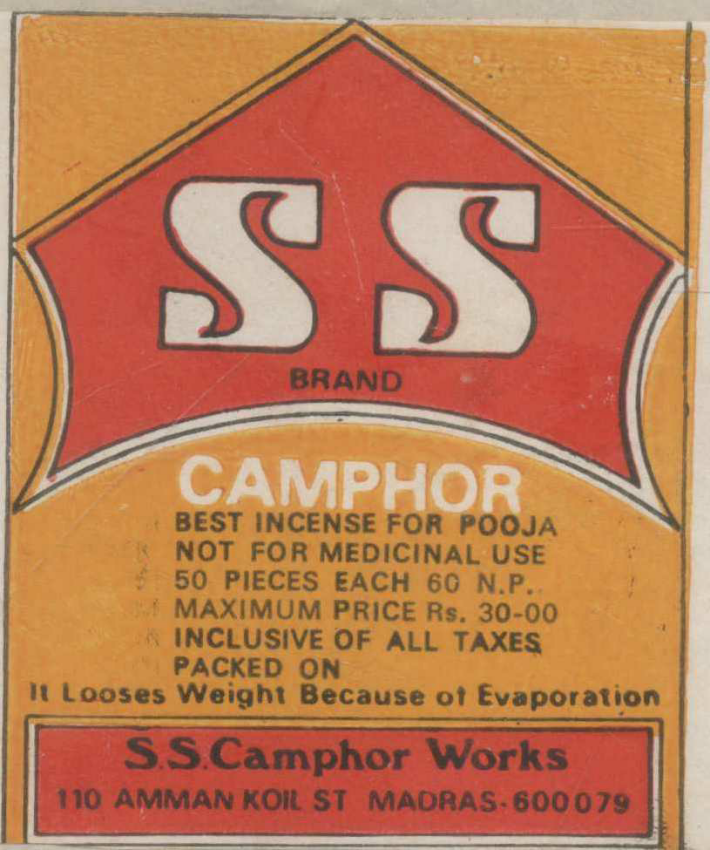 SS
BRAND
CAMPHOR
BEST INCENSE FOR POOJA
NOT FOR MEDICINAL USE
50 PIECES EACH 60 N.P.
MAXIMUM PRICE Rs. 30-00
INCLUSIVE OF ALL TAXES
PACKED ON
It Looses Weight Because of Evaporation
S.S.Camphor Works
110 AMMAN KOIL ST MADRAS-600079